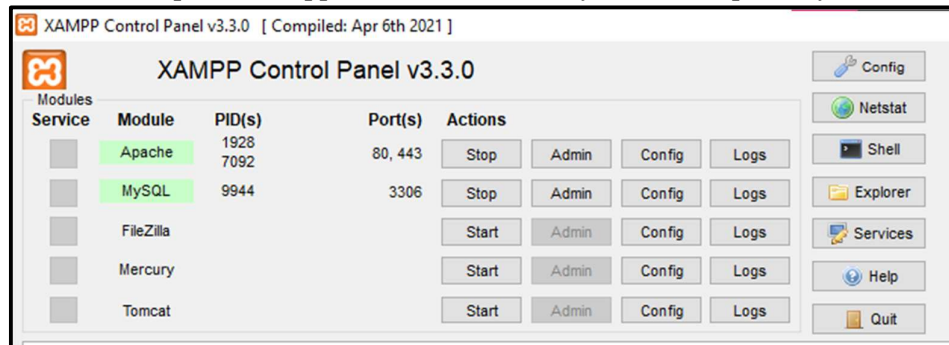 XAMPP Control Panel v3.3.0 [ Compiled: Apr 6th 2021 ]
XAMPP Control Panel v3.3.0
Config
Modules
Netstat
Service Module PID(s) Port(s) Actions
Apache 1928 7092 80, 443 Stop Admin Config Logs
Shell
MySQL 9944 3306 Stop Admin Config Logs
Explorer
FileZilla Start Admin Config Logs
Services
Mercury Start Admin Config Logs
Help
Tomcat Start Admin Config Logs
Quit